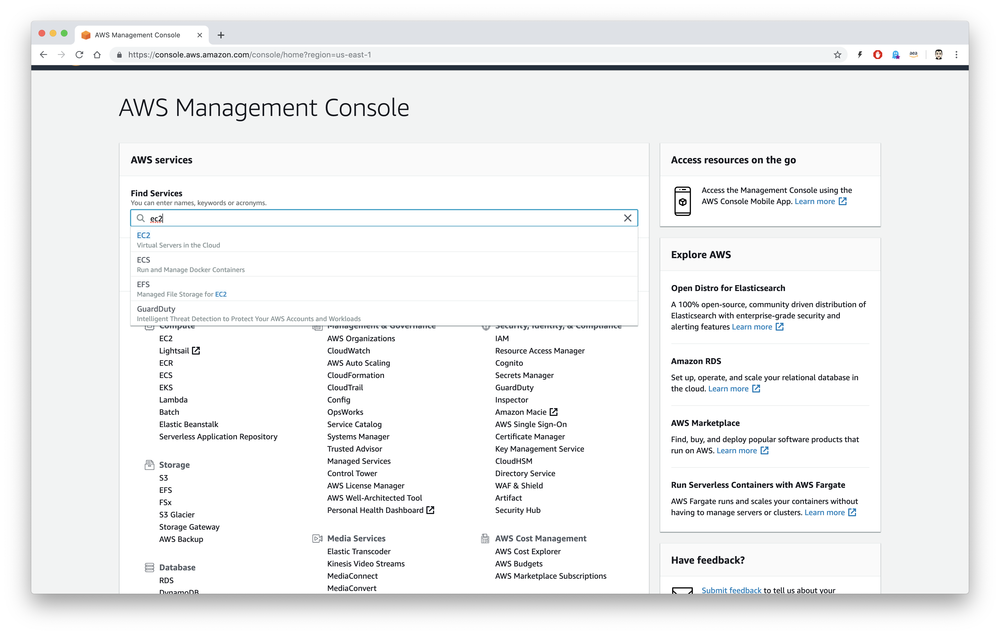 AWS Management Console
https://console.aws.amazon.com/console/home?region=us-east-1
aea
AWS Management Console
AWS services
Find Services
You can enter names, keywords or acronyms.
ec2
EC2
Virtual Servers in the Cloud
ECS
Run and Manage Docker Containers
EFS
Managed File Storage for EC2
GuardDuty
Intelligent Threat Detection to Protect Your AWS Accounts and Workloads
Compute
EC2
Lightsail
ECR
ECS
EKS
Lambda
Batch
Elastic Beanstalk
Serverless Application Repository
Storage
S3
EFS
FSx
S3 Glacier
Storage Gateway
AWS Backup
Database
RDS
DynamoDB
Management & Governance
AWS Organizations
CloudWatch
AWS Auto Scaling
CloudFormation
CloudTrail
Config
OpsWorks
Service Catalog
Systems Manager
Trusted Advisor
Managed Services
Control Tower
AWS License Manager
AWS Well-Architected Tool
Personal Health Dashboard
Media Services
Elastic Transcoder
Kinesis Video Streams
MediaConnect
MediaConvert
Security, Identity, & Compliance
IAM
Resource Access Manager
Cognito
Secrets Manager
GuardDuty
Inspector
Amazon Macie
AWS Single Sign-On
Certificate Manager
Key Management Service
CloudHSM
Directory Service
WAF & Shield
Artifact
Security Hub
AWS Cost Management
AWS Cost Explorer
AWS Budgets
AWS Marketplace Subscriptions
Access resources on the go
Access the Management Console using the
AWS Console Mobile App. Learn more
Explore AWS
Open Distro for Elasticsearch
A 100% open-source, community driven distribution of
Elasticsearch with enterprise-grade security and
alerting features Learn more
Amazon RDS
Set up, operate, and scale your relational database in
the cloud. Learn more
AWS Marketplace
Find, buy, and deploy popular software products that
run on AWS. Learn more
Run Serverless Containers with AWS Fargate
AWS Fargate runs and scales your containers without
having to manage servers or clusters. Learn more
Have feedback?
Submit feedback to tell us about your